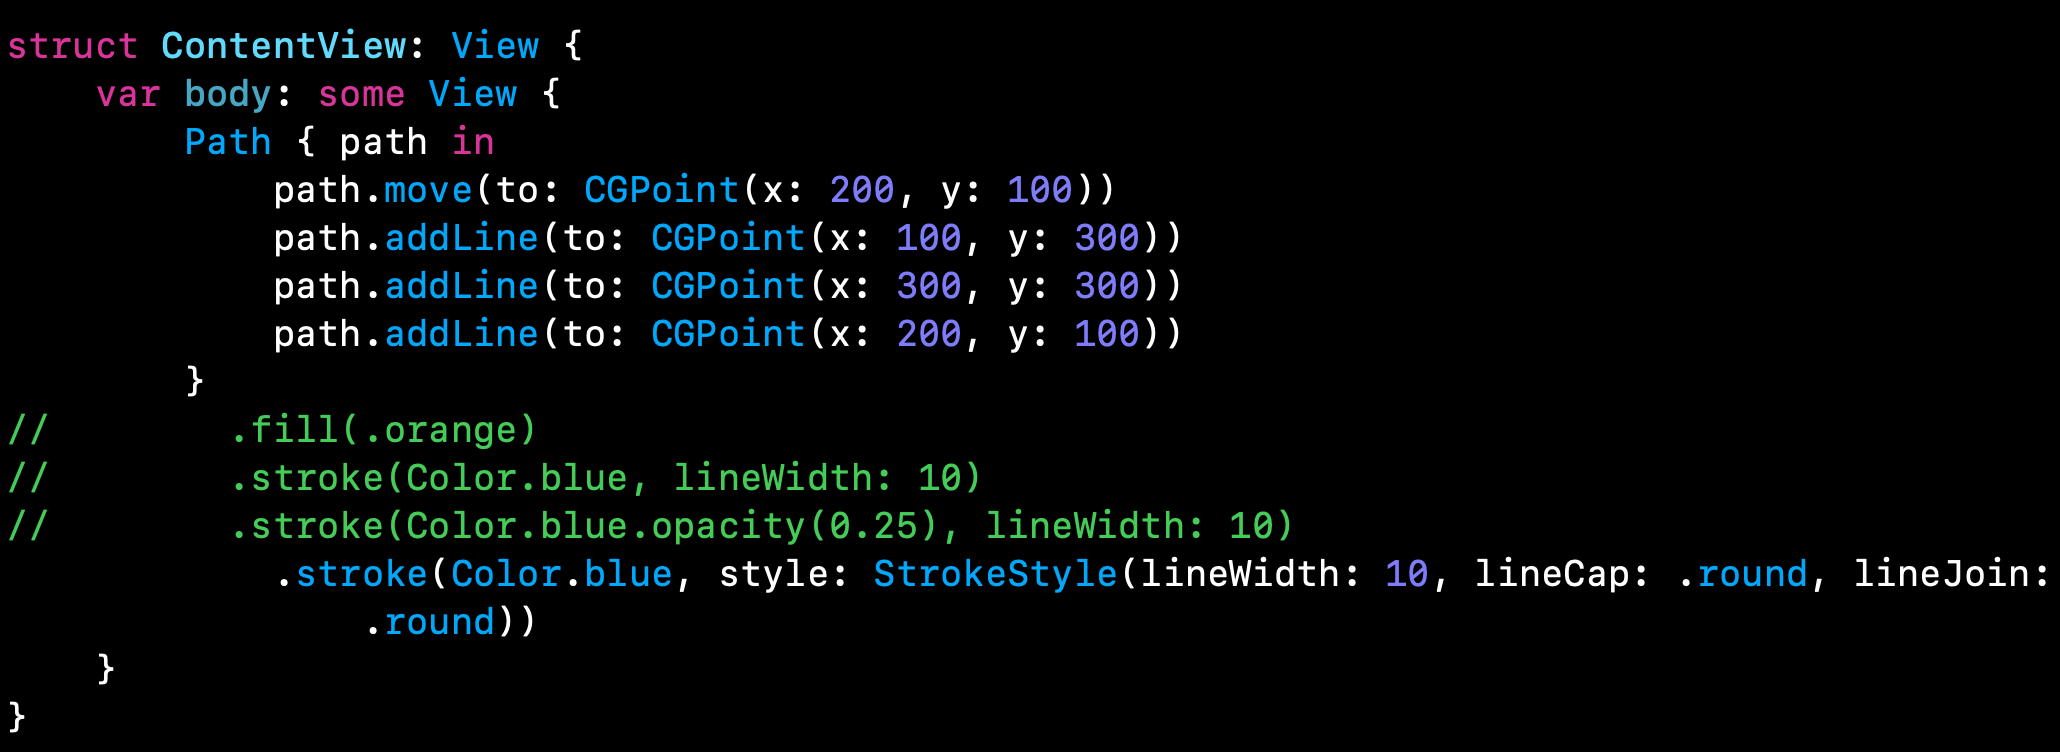 struct ContentView: View {
    var body: some View {
        Path { path in
            path.move(to: CGPoint(x: 200, y: 100))
            path.addLine(to: CGPoint(x: 100, y: 300))
            path.addLine(to: CGPoint(x: 300, y: 300))
            path.addLine(to: CGPoint(x: 200, y: 100))
        }
//        .fill(.orange)
//        .stroke(Color.blue, lineWidth: 10)
//        .stroke(Color.blue.opacity(0.25), lineWidth: 10)
            .stroke(Color.blue, style: StrokeStyle(lineWidth: 10, lineCap: .round, lineJoin:
                .round))
    }
}